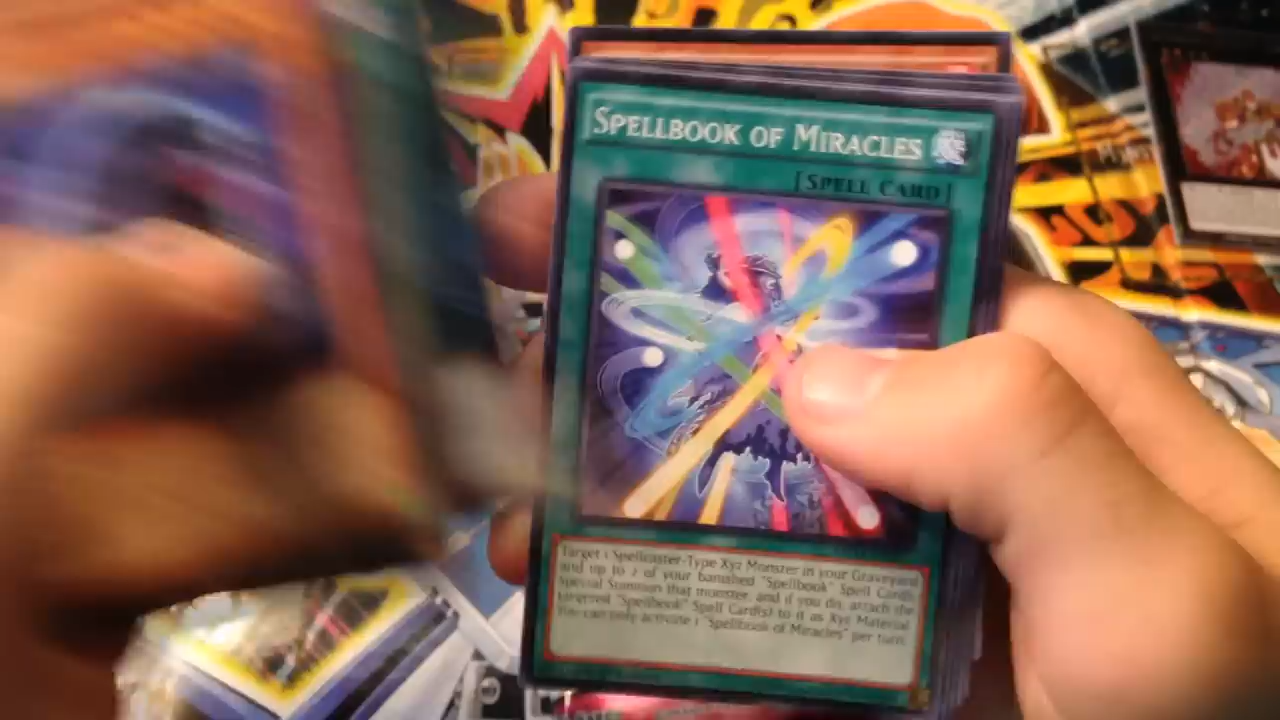 SPELLBOOK OF MIRACLES
[SPELL CARD]
Target 1 Spellcaster-Type Xyz Monster in your Graveyard
and up to 2 of your banished "Spellbook" Spell Cards;
Special Summon that monster, and if you do, attach the
targeted "Spellbook" Spell Card(s) to it as Xyz Material.
You can only activate 1 "Spellbook of Miracles" per turn.